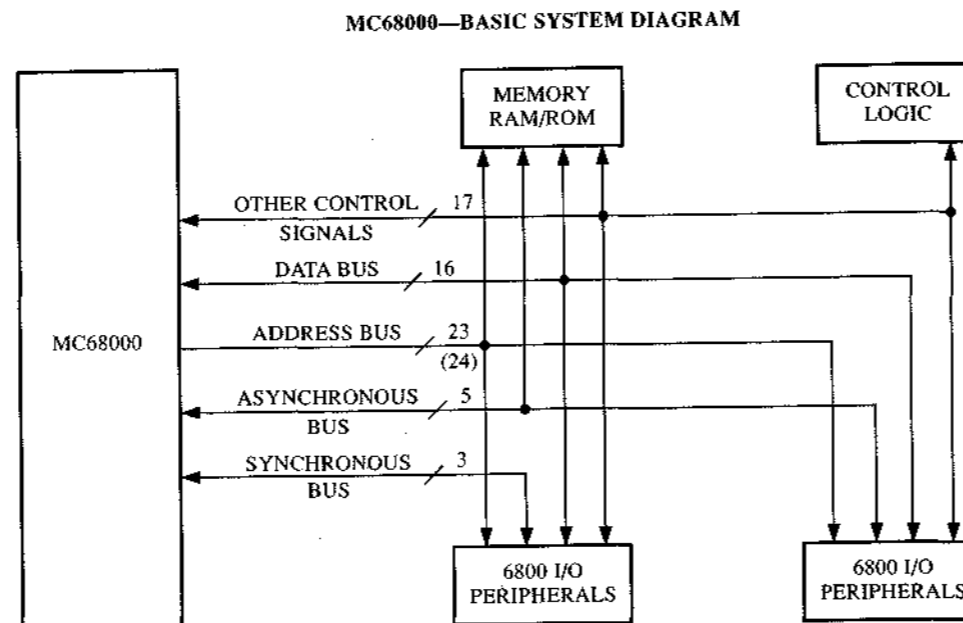 MC68000—BASIC SYSTEM DIAGRAM
MEMORY
RAM/ROM
CONTROL
LOGIC
OTHER CONTROL 17
SIGNALS
DATA BUS 16
MC68000
ADDRESS BUS 23
(24)
ASYNCHRONOUS 5
BUS
SYNCHRONOUS 3
BUS
6800 I/O
PERIPHERALS
6800 I/O
PERIPHERALS